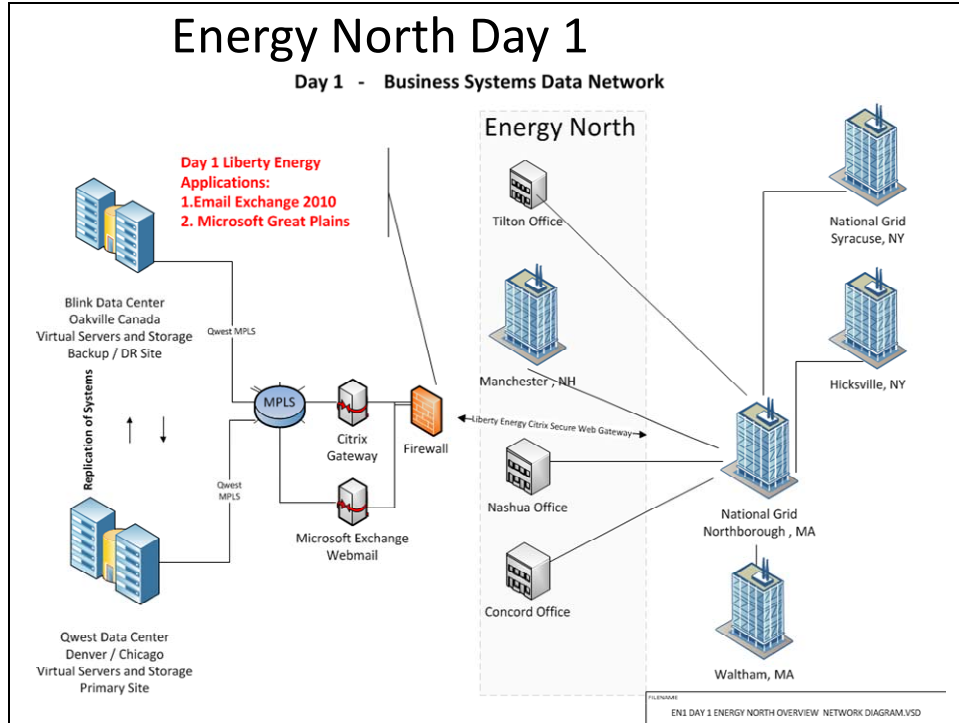 Energy North Day 1
Day 1 - Business Systems Data Network
Energy North
Day 1 Liberty Energy
Applications:
1.Email Exchange 2010
2. Microsoft Great Plains
Tilton Office
National Grid
Syracuse, NY
Blink Data Center
Oakville Canada
Virtual Servers and Storage
Backup / DR Site
Qwest MPLS
Manchester , NH
Hicksville, NY
Replication of Systems
MPLS
Citrix
Gateway
Firewall
Liberty Energy Citrix Secure Web Gateway
Qwest
MPLS
Nashua Office
National Grid
Northborough , MA
Microsoft Exchange
Webmail
Concord Office
Qwest Data Center
Denver / Chicago
Virtual Servers and Storage
Primary Site
Waltham, MA
FILENAME
EN1 DAY 1 ENERGY NORTH OVERVIEW NETWORK DIAGRAM.VSD